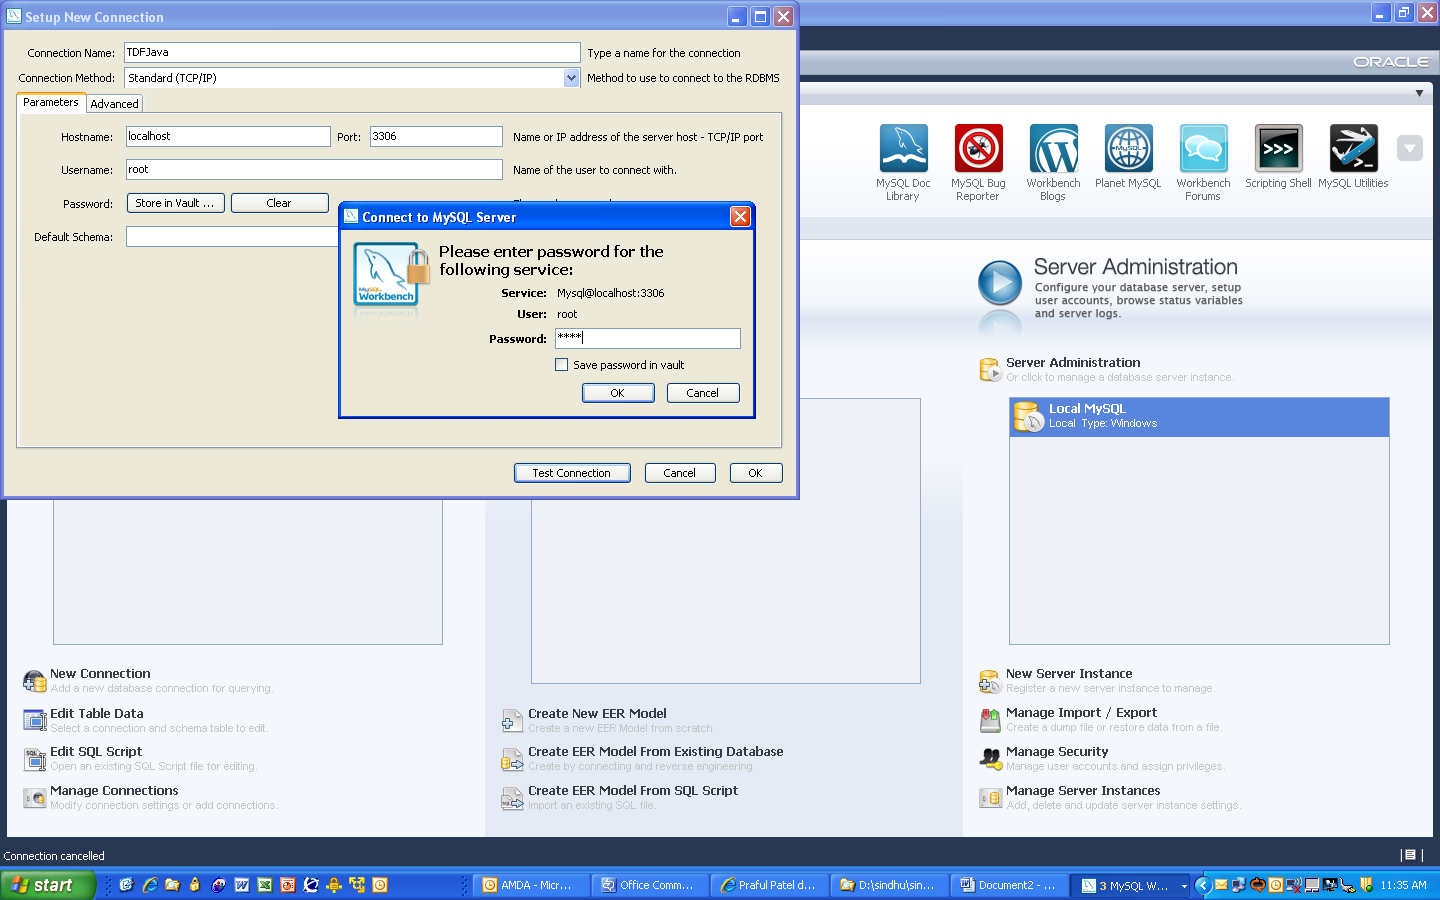 Setup New Connection
Connection Name: TDFJava Type a name for the connection
Connection Method: Standard (TCP/IP) Method to use to connect to the RDBMS
Parameters Advanced
Hostname: localhost Port: 3306 Name or IP address of the server host - TCP/IP port
Username: root Name of the user to connect with.
Password: Store in Vault ... Clear
Default Schema:
Connect to MySQL Server
Please enter password for the
following service:
MySQL
Workbench
Service: Mysql@localhost:3306
User: root
Password: ****
Save password in vault
OK Cancel
Test Connection Cancel OK
ORACLE
MySQL Doc
Library
MySQL Bug
Reporter
Workbench
Blogs
MySQL
Planet MySQL
Workbench
Forums
>>>
Scripting Shell
MySQL Utilities
Server Administration
Configure your database server, setup
user accounts, browse status variables
and server logs.
Server Administration
Or click to manage a database server instance.
Local MySQL
Local Type: Windows
New Connection
Add a new database connection for querying.
Edit Table Data
Select a connection and schema table to edit.
SQL
Edit SQL Script
Open an existing SQL Script file for editing.
Manage Connections
Modify connection settings or add connections.
Create New EER Model
Create a new EER Model from scratch.
Create EER Model From Existing Database
Create by connecting and reverse engineering.
SQL
Create EER Model From SQL Script
Import an existing SQL file.
New Server Instance
Register a new server instance to manage.
Manage Import / Export
Create a dump file or restore data from a file.
Manage Security
Manage user accounts and assign privileges.
Manage Server Instances
Add, delete and update server instance settings.
Connection cancelled
start AMDA - Micr... Office Comm... Praful Patel d... D:\sindhu\sin... Document2 - ... 3 MySQL W... 11:35 AM